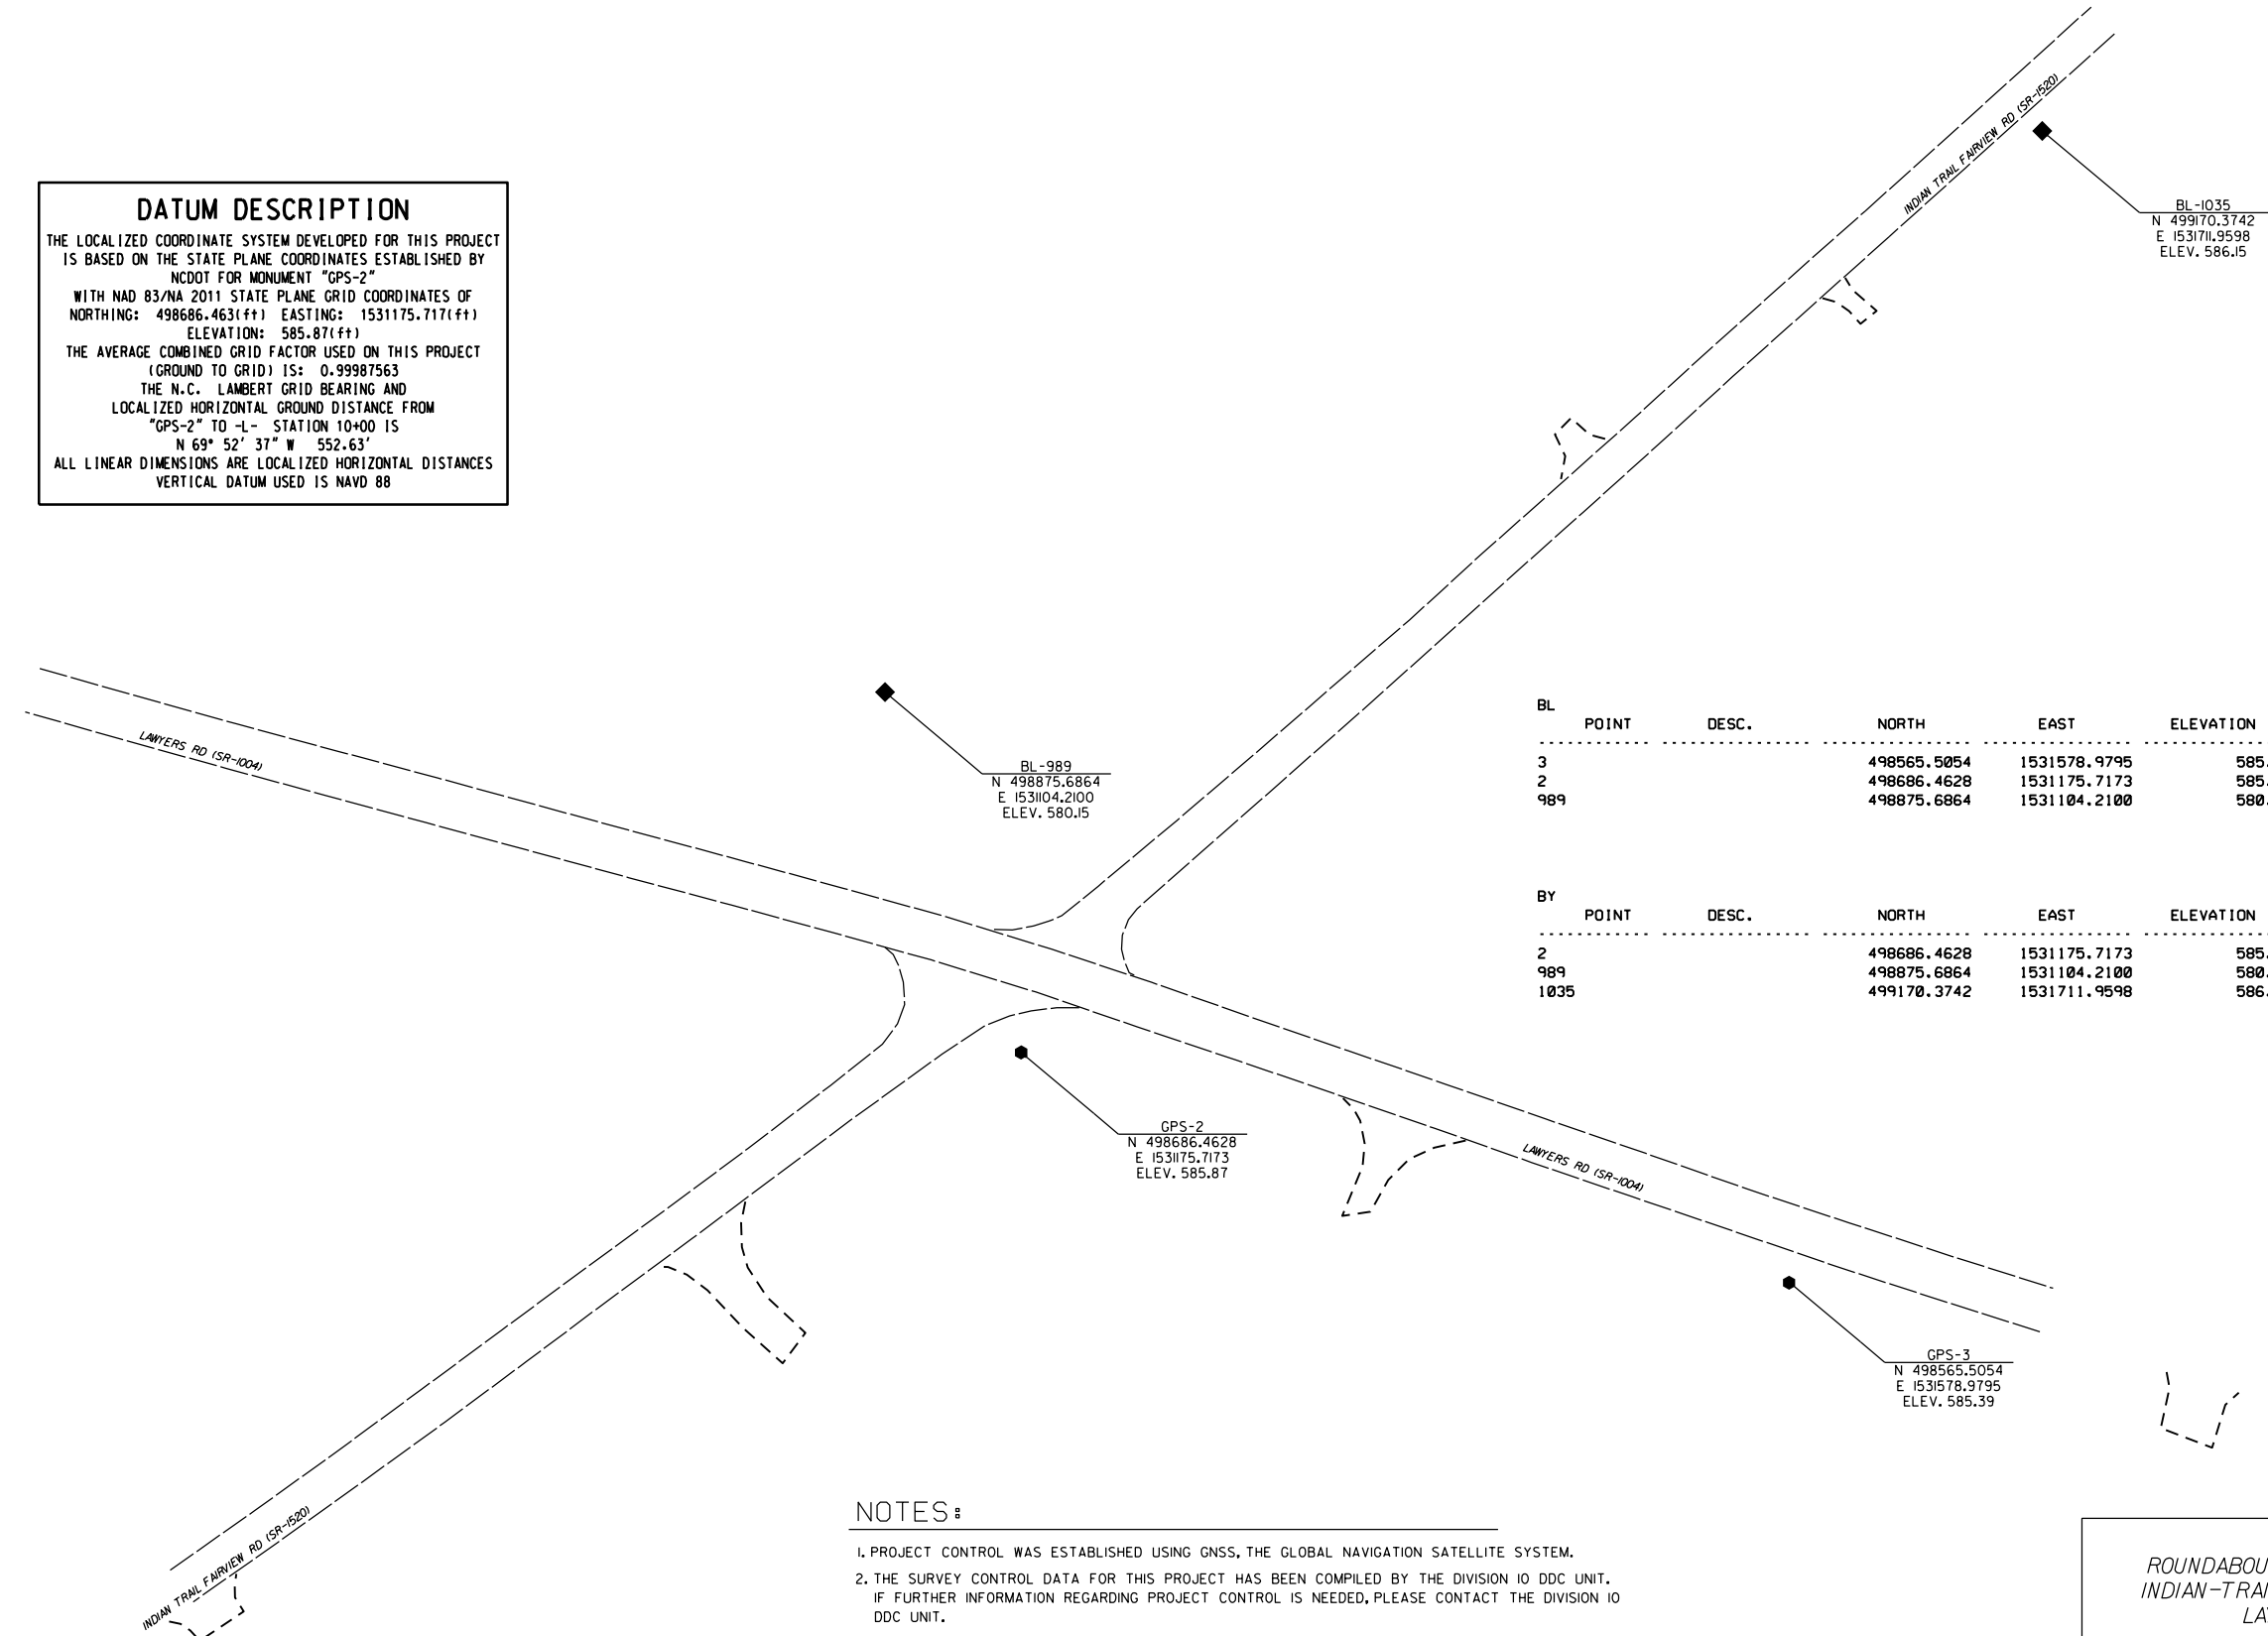 INDIAN TRAIL FAIRVIEW RD (SR-1520)
DATUM DESCRIPTION
THE LOCALIZED COORDINATE SYSTEM DEVELOPED FOR THIS PROJECT
IS BASED ON THE STATE PLANE COORDINATES ESTABLISHED BY
NCDOT FOR MONUMENT "GPS-2"
WITH NAD 83/NA 2011 STATE PLANE GRID COORDINATES OF
NORTHING: 498686.463(ft) EASTING: 1531175.717(ft)
ELEVATION: 585.87(ft)
THE AVERAGE COMBINED GRID FACTOR USED ON THIS PROJECT
(GROUND TO GRID) IS: 0.99987563
THE N.C. LAMBERT GRID BEARING AND
LOCALIZED HORIZONTAL GROUND DISTANCE FROM
"GPS-2" TO -L- STATION 10+00 IS
N 69° 52' 37" W 552.63'
ALL LINEAR DIMENSIONS ARE LOCALIZED HORIZONTAL DISTANCES
VERTICAL DATUM USED IS NAVD 88
BL-1035
N 499170.3742
E 1531711.9598
ELEV. 586.15
LAWYERS RD (SR-1004)
BL-989
N 498875.6864
E 1531104.2100
ELEV. 580.15
BL
POINT DESC. NORTH EAST ELEVATION
3 498565.5054 1531578.9795 585.
2 498686.4628 1531175.7173 585.
989 498875.6864 1531104.2100 580.
BY
POINT DESC. NORTH EAST ELEVATION
2 498686.4628 1531175.7173 585.
989 498875.6864 1531104.2100 580.
1035 499170.3742 1531711.9598 586.
GPS-2
N 498686.4628
E 1531175.7173
ELEV. 585.87
LAWYERS RD (SR-1004)
GPS-3
N 498565.5054
E 1531578.9795
ELEV. 585.39
INDIAN TRAIL FAIRVIEW RD (SR-1520)
NOTES:
1. PROJECT CONTROL WAS ESTABLISHED USING GNSS, THE GLOBAL NAVIGATION SATELLITE SYSTEM.
2. THE SURVEY CONTROL DATA FOR THIS PROJECT HAS BEEN COMPILED BY THE DIVISION 10 DDC UNIT.
IF FURTHER INFORMATION REGARDING PROJECT CONTROL IS NEEDED, PLEASE CONTACT THE DIVISION 10
DDC UNIT.
ROUNDABOU
INDIAN-TRAI
LA